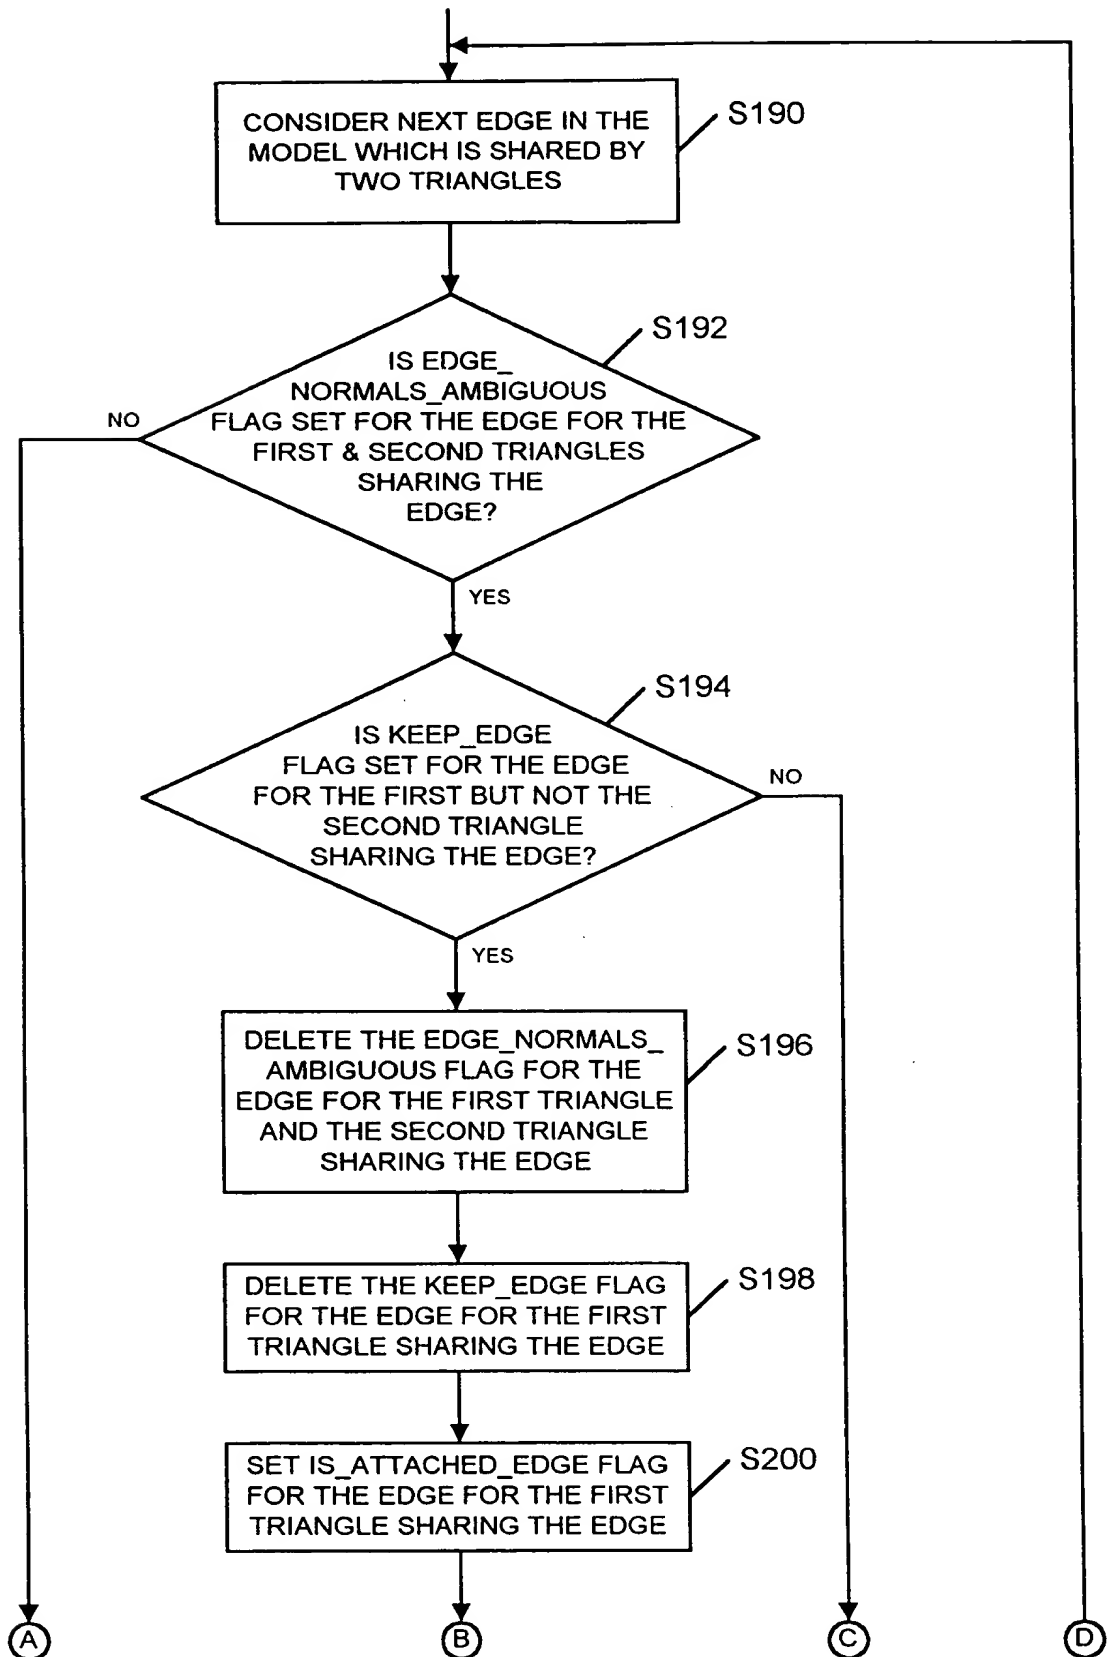 CONSIDER NEXT EDGE IN THE
MODEL WHICH IS SHARED BY
TWO TRIANGLES
S190
IS EDGE_
NORMALS_AMBIGUOUS
FLAG SET FOR THE EDGE FOR THE
FIRST & SECOND TRIANGLES
SHARING THE
EDGE?
S192
NO
YES
IS KEEP_EDGE
FLAG SET FOR THE EDGE
FOR THE FIRST BUT NOT THE
SECOND TRIANGLE
SHARING THE EDGE?
S194
NO
YES
DELETE THE EDGE_NORMALS_
AMBIGUOUS FLAG FOR THE
EDGE FOR THE FIRST TRIANGLE
AND THE SECOND TRIANGLE
SHARING THE EDGE
S196
DELETE THE KEEP_EDGE FLAG
FOR THE EDGE FOR THE FIRST
TRIANGLE SHARING THE EDGE
S198
SET IS_ATTACHED_EDGE FLAG
FOR THE EDGE FOR THE FIRST
TRIANGLE SHARING THE EDGE
S200
A
B
C
D